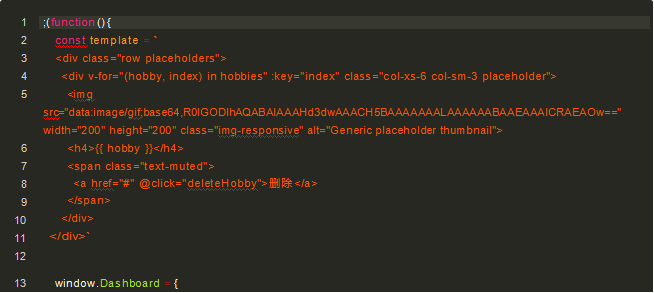 1 ;(function(){
2 const template = `
3 <div class="row placeholders">
4 <div v-for="(hobby, index) in hobbies" :key="index" class="col-xs-6 col-sm-3 placeholder">
5 <img
src="data:image/gif;base64,R0lGODlhAQABAIAAAHd3dwAAACH5BAAAAAAALAAAAAABAAEAAAICRAEAOw=="
width="200" height="200" class="img-responsive" alt="Generic placeholder thumbnail">
6 <h4>{{ hobby }}</h4>
7 <span class="text-muted">
8 <a href="#" @click="deleteHobby">删除</a>
9 </span>
10 </div>
11 </div>`
12
13 window.Dashboard = {